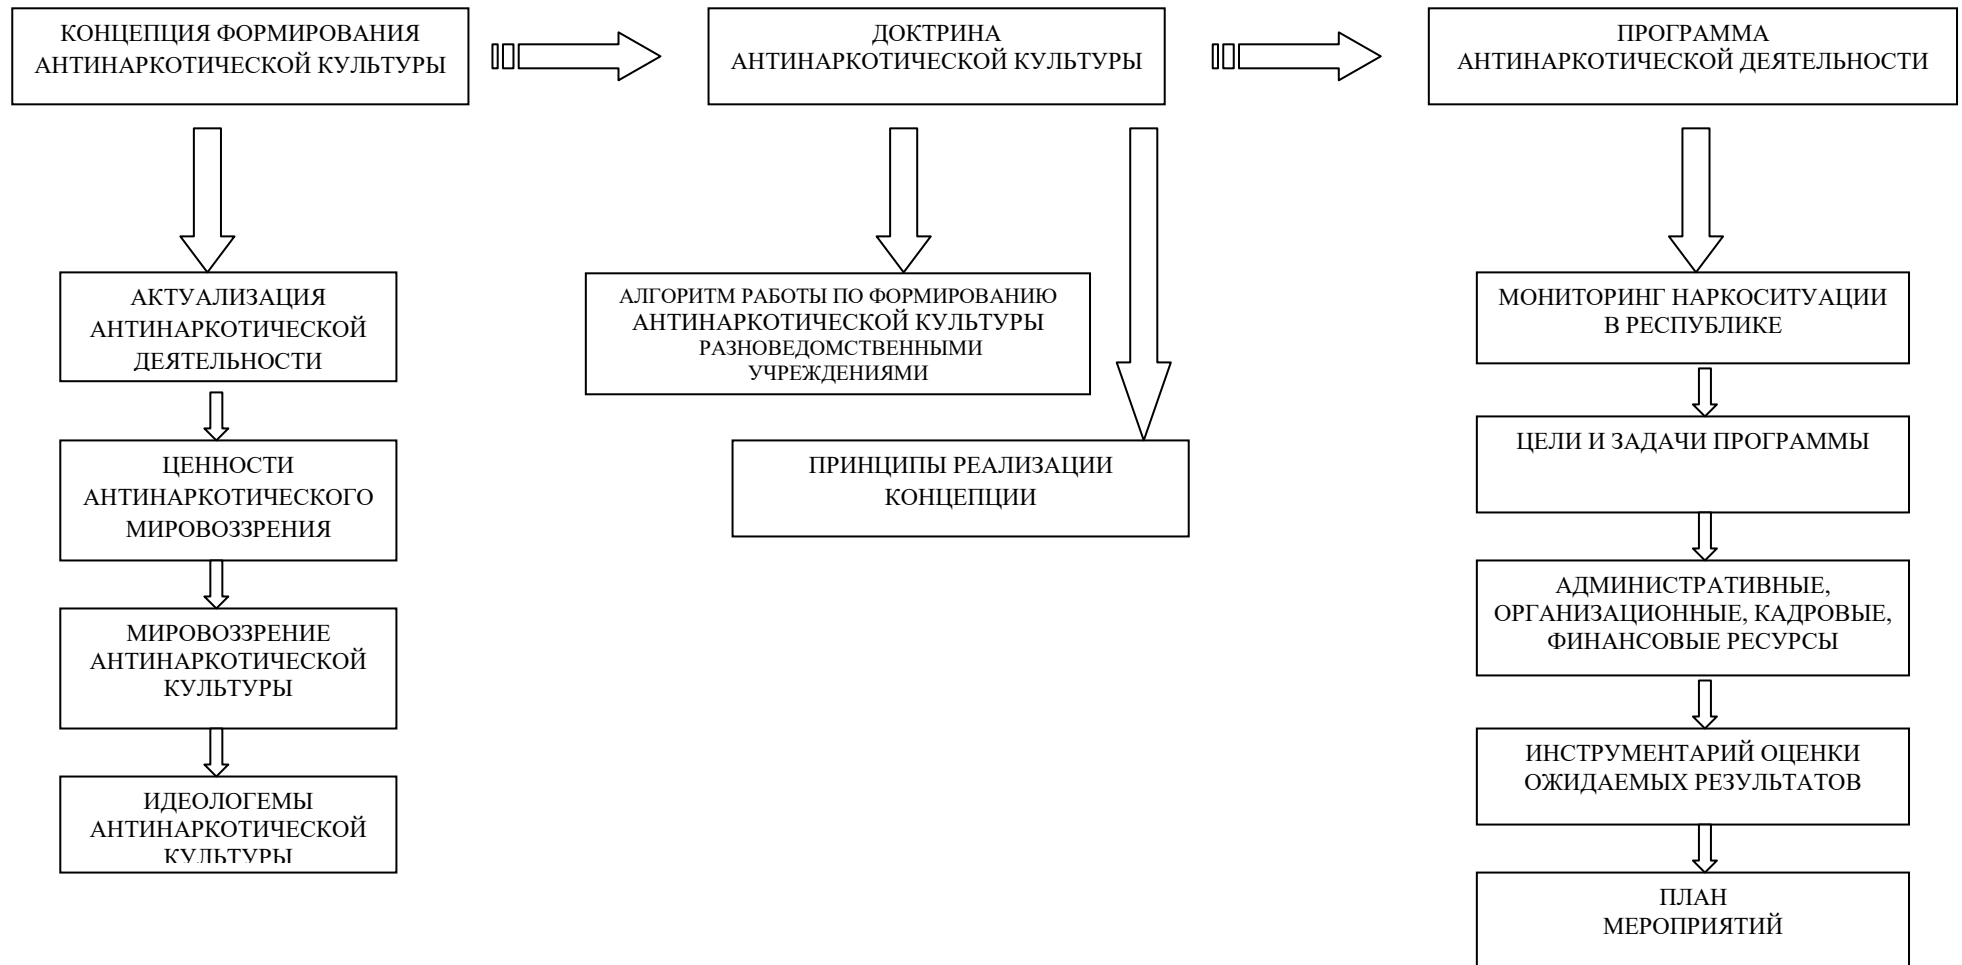 КОНЦЕПЦИЯ ФОРМИРОВАНИЯ
АНТИНАРКОТИЧЕСКОЙ КУЛЬТУРЫ
ДОКТРИНА
АНТИНАРКОТИЧЕСКОЙ КУЛЬТУРЫ
ПРОГРАММА
АНТИНАРКОТИЧЕСКОЙ ДЕЯТЕЛЬНОСТИ
АКТУАЛИЗАЦИЯ
АНТИНАРКОТИЧЕСКОЙ
ДЕЯТЕЛЬНОСТИ
ЦЕННОСТИ
АНТИНАРКОТИЧЕСКОГО
МИРОВОЗЗРЕНИЯ
МИРОВОЗЗРЕНИЕ
АНТИНАРКОТИЧЕСКОЙ
КУЛЬТУРЫ
ИДЕОЛОГЕМЫ
АНТИНАРКОТИЧЕСКОЙ
КУЛЬТУРЫ
АЛГОРИТМ РАБОТЫ ПО ФОРМИРОВАНИЮ
АНТИНАРКОТИЧЕСКОЙ КУЛЬТУРЫ
РАЗНОВЕДОМСТВЕННЫМИ
УЧРЕЖДЕНИЯМИ
ПРИНЦИПЫ РЕАЛИЗАЦИИ
КОНЦЕПЦИИ
МОНИТОРИНГ НАРКОСИТУАЦИИ
В РЕСПУБЛИКЕ
ЦЕЛИ И ЗАДАЧИ ПРОГРАММЫ
АДМИНИСТРАТИВНЫЕ,
ОРГАНИЗАЦИОННЫЕ, КАДРОВЫЕ,
ФИНАНСОВЫЕ РЕСУРСЫ
ИНСТРУМЕНТАРИЙ ОЦЕНКИ
ОЖИДАЕМЫХ РЕЗУЛЬТАТОВ
ПЛАН
МЕРОПРИЯТИЙ